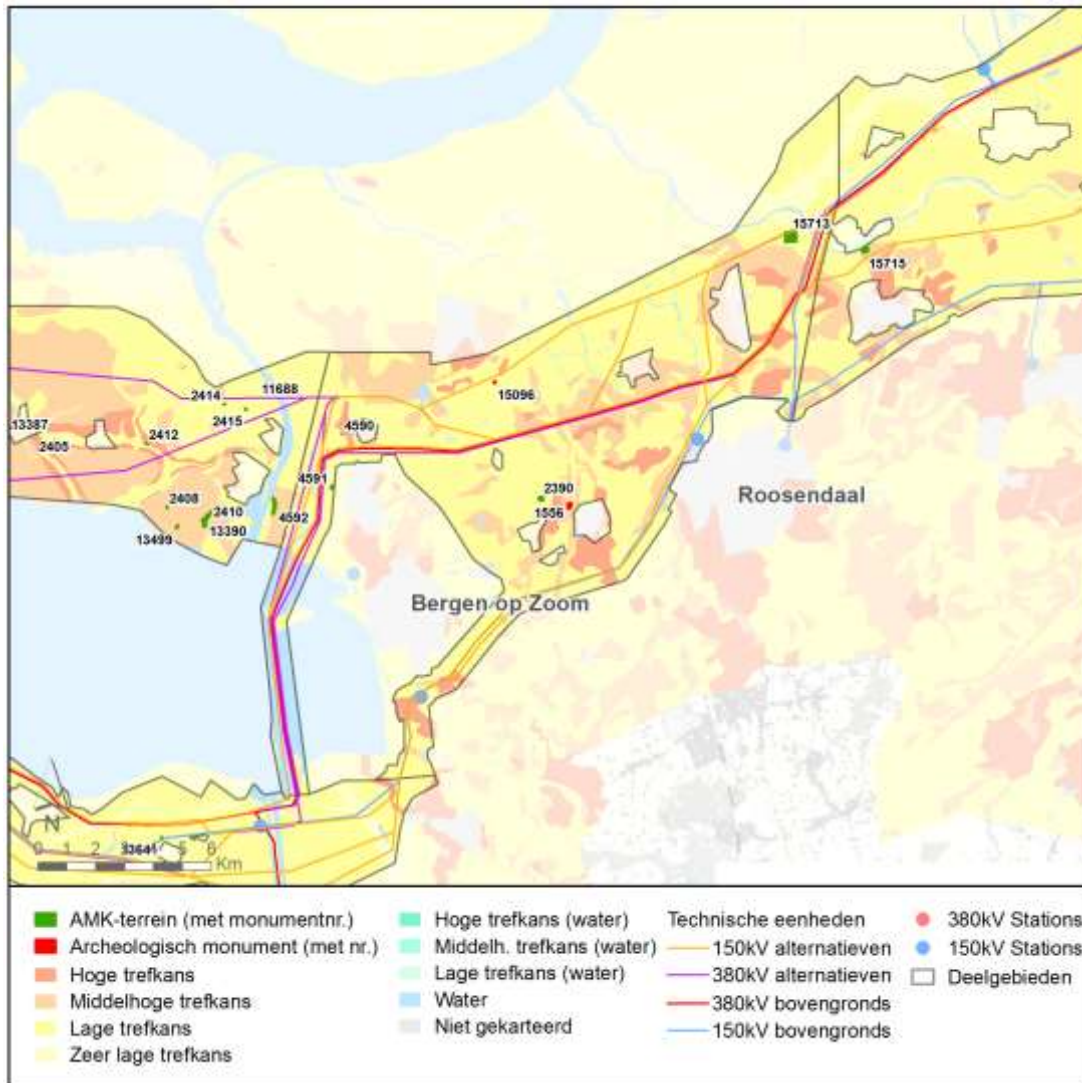 15713
15715
2414
11688
15096
13387
2415
4590
2412
2405
4591
2390
2408
1556
2410
4592
13390
13499
Roosendaal
Bergen op Zoom
N
0 1 2 4 5 6
Km
AMK-terrein (met monumentnr.)
Archeologisch monument (met nr.)
Hoge trefkans
Middelhoge trefkans
Lage trefkans
Zeer lage trefkans
Hoge trefkans (water)
Middelh. trefkans (water)
Lage trefkans (water)
Water
Niet gekarteerd
Technische eenheden
150kV alternatieven
380kV alternatieven
380kV bovengronds
150kV bovengronds
380kV Stations
150kV Stations
Deelgebieden